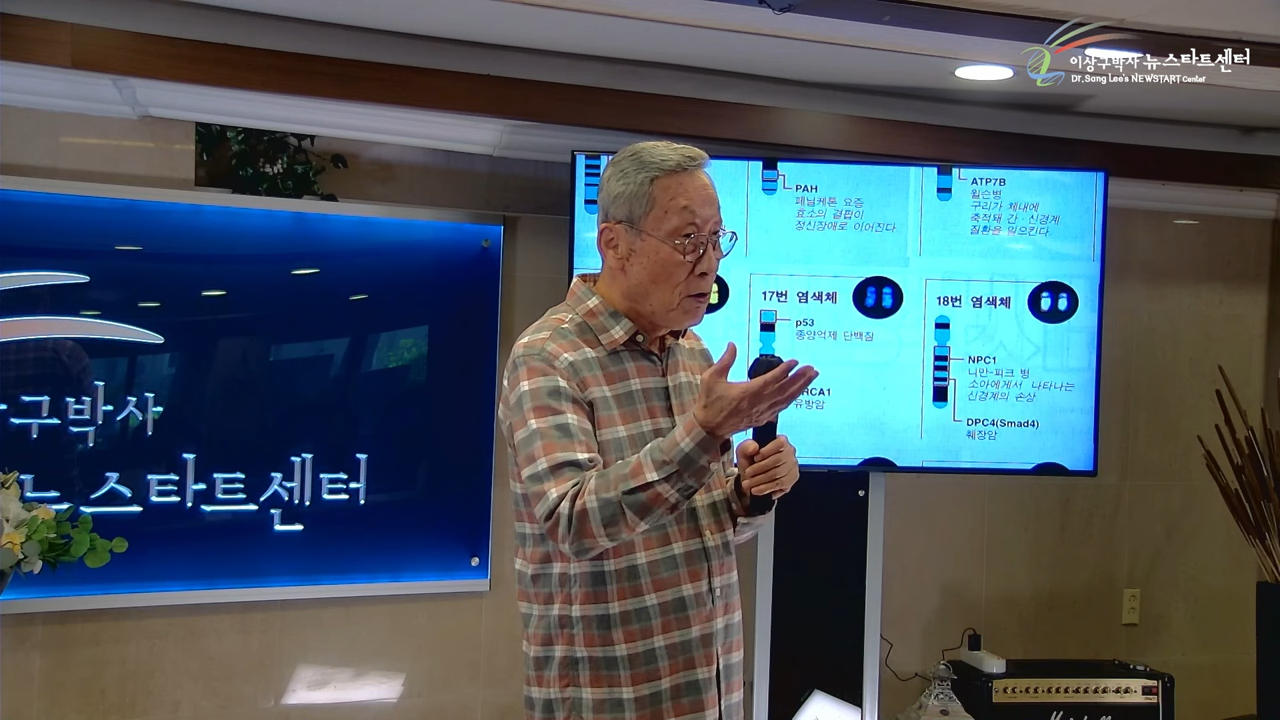 이상구박사 뉴스타트센터
Dr. Sang Lee's NEWSTART Center
PAH
페닐케톤 요증
효소의 결핍이
정신장애로 이어진다
ATP7B
윌슨병
구리가 체내에
축적돼 간·신경계
질환을 일으킨다.
17번 염색체
p53
종양억제 단백질
RCA1
유방암
18번 염색체
NPC1
니만-피크 병
소아에게서 나타나는
신경계의 손상
DPC4(Smad4)
췌장암
구박사
뉴스타트센터
Marshall